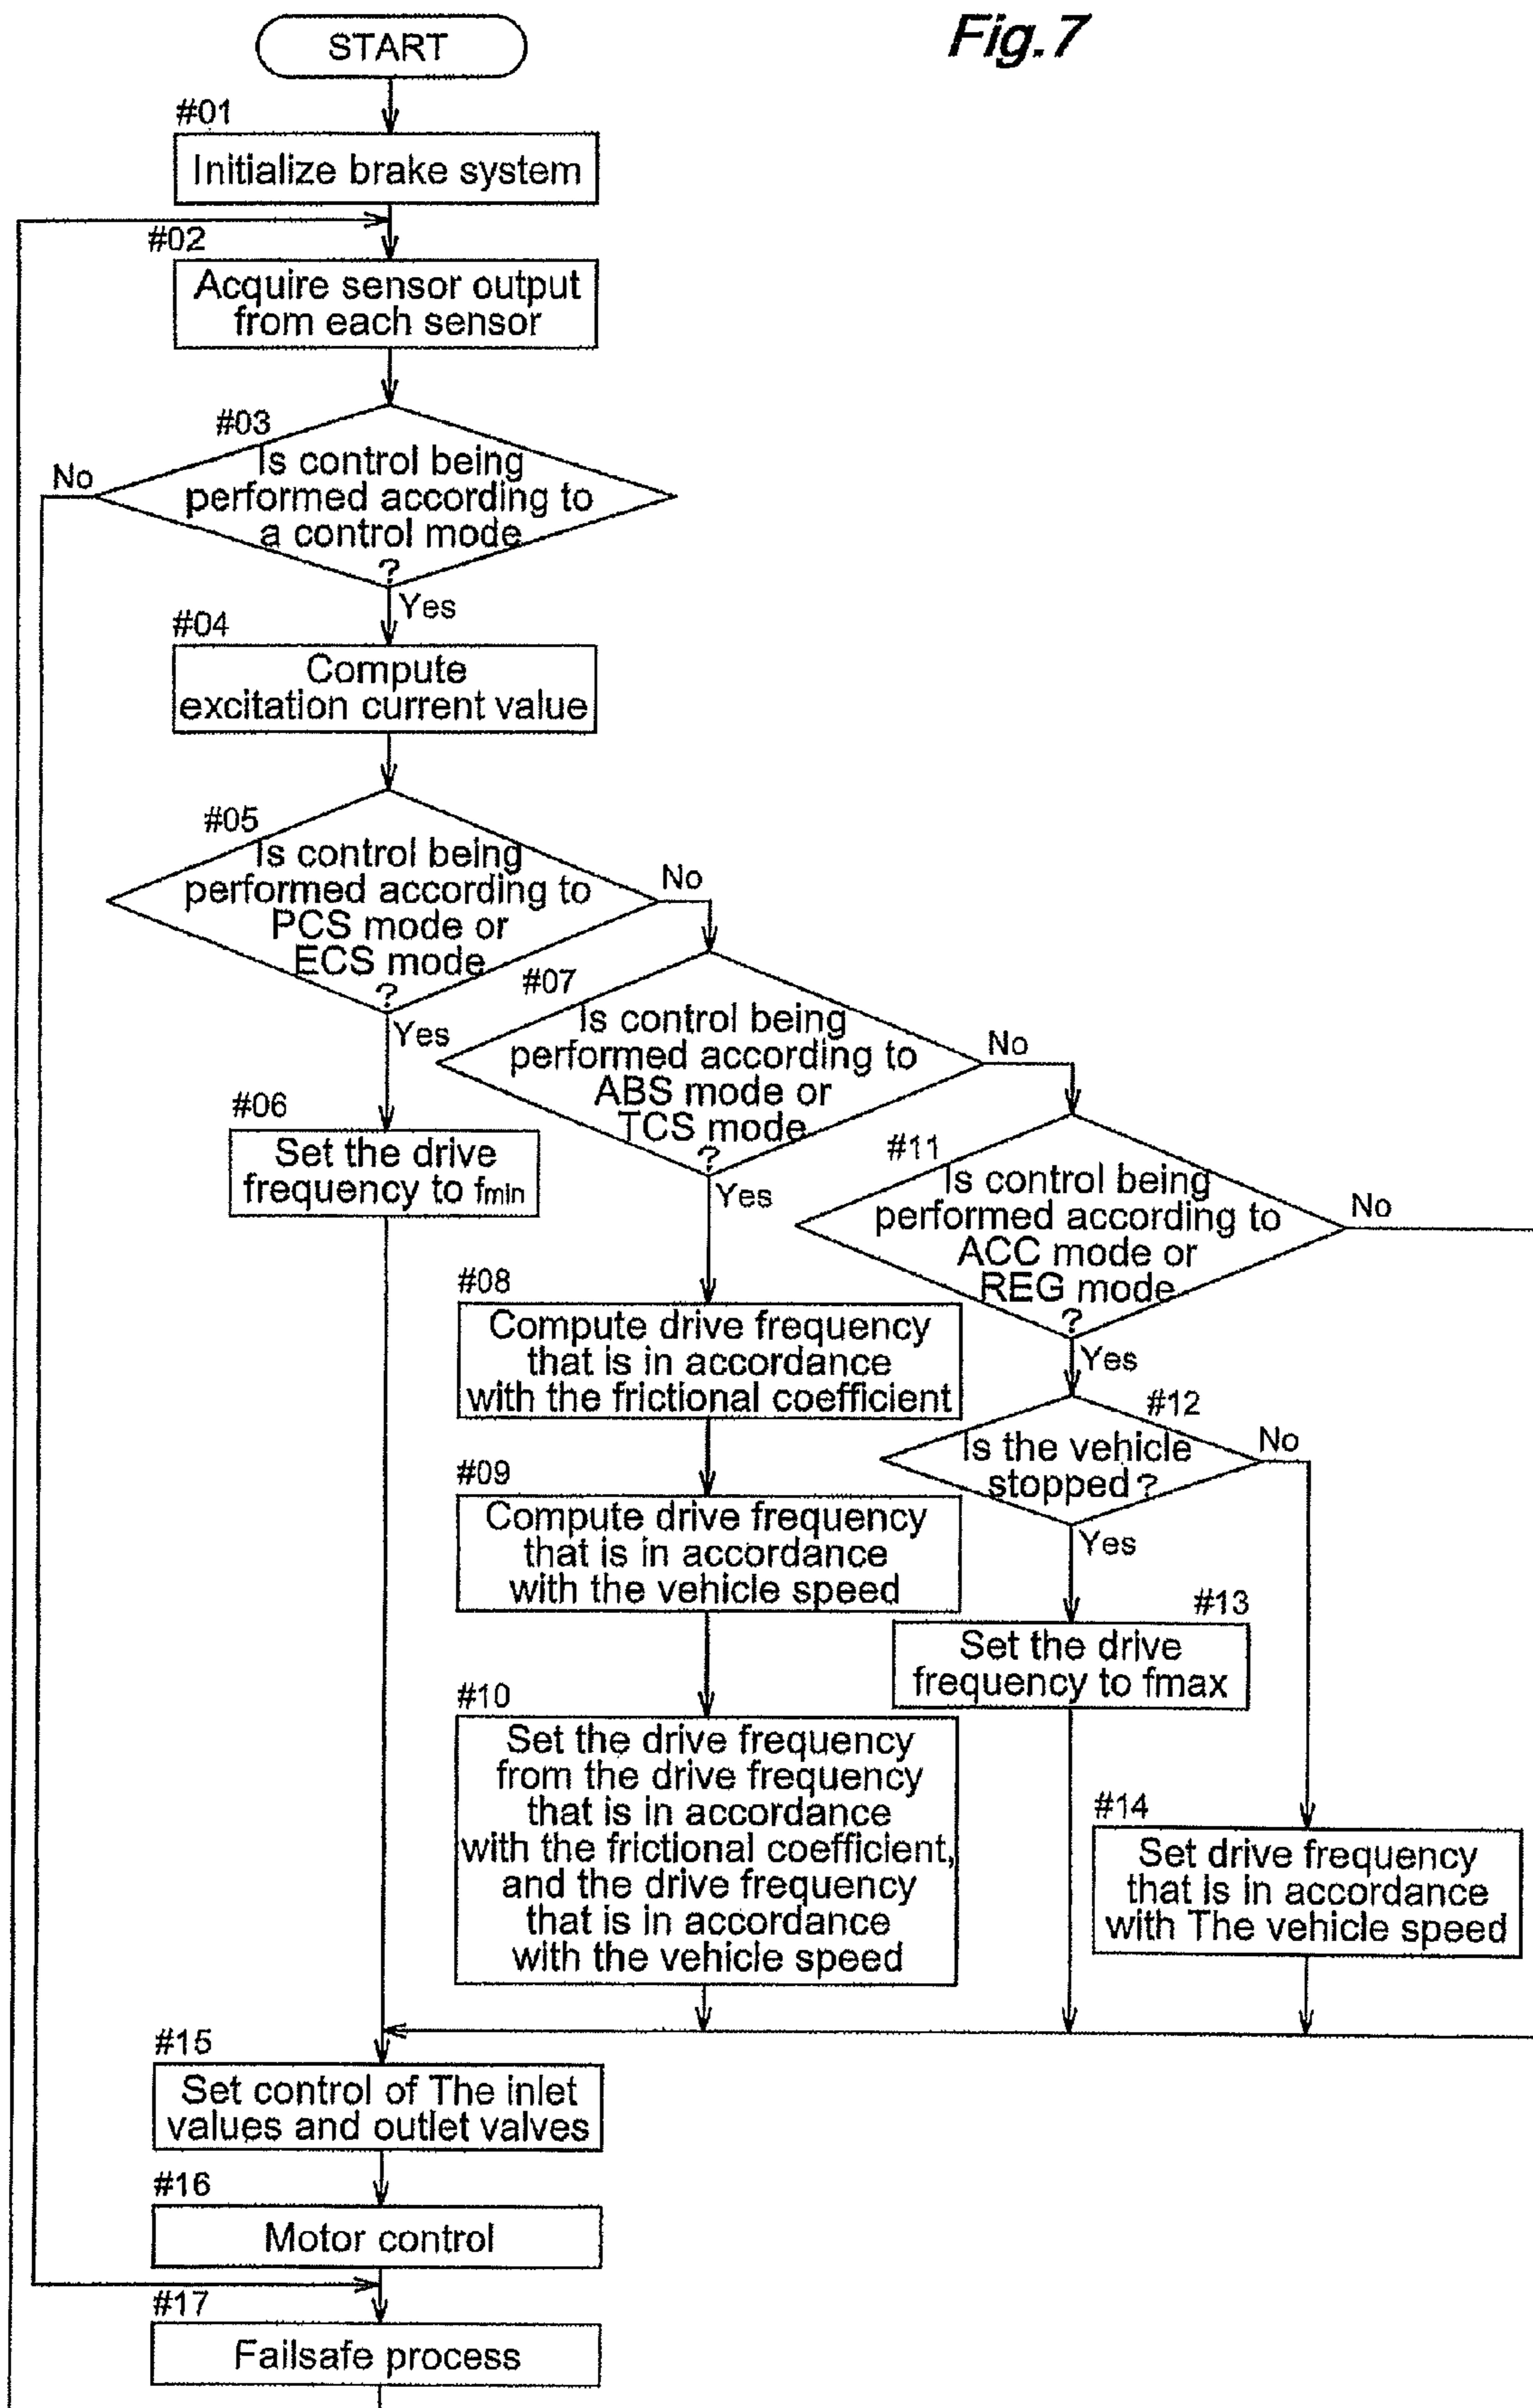 Fig.7
START
#01
Initialize brake system
#02
Acquire sensor output
from each sensor
#03
Is control being
performed according to
a control mode
?
No
Yes
#04
Compute
excitation current value
#05
Is control being
performed according to
PCS mode or
ECS mode
?
No
Yes
#06
Set the drive
frequency to fmin
#07
Is control being
performed according to
ABS mode or
TCS mode
?
No
Yes
#08
Compute drive frequency
that is in accordance
with the frictional coefficient
#09
Compute drive frequency
that is in accordance
with the vehicle speed
#10
Set the drive frequency
from the drive frequency
that is in accordance
with the frictional coefficient,
and the drive frequency
that is in accordance
with the vehicle speed
#11
Is control being
performed according to
ACC mode or
REG mode
?
No
Yes
#12
Is the vehicle
stopped?
No
Yes
#13
Set the drive
frequency to fmax
#14
Set drive frequency
that is in accordance
with The vehicle speed
#15
Set control of The inlet
values and outlet valves
#16
Motor control
#17
Failsafe process